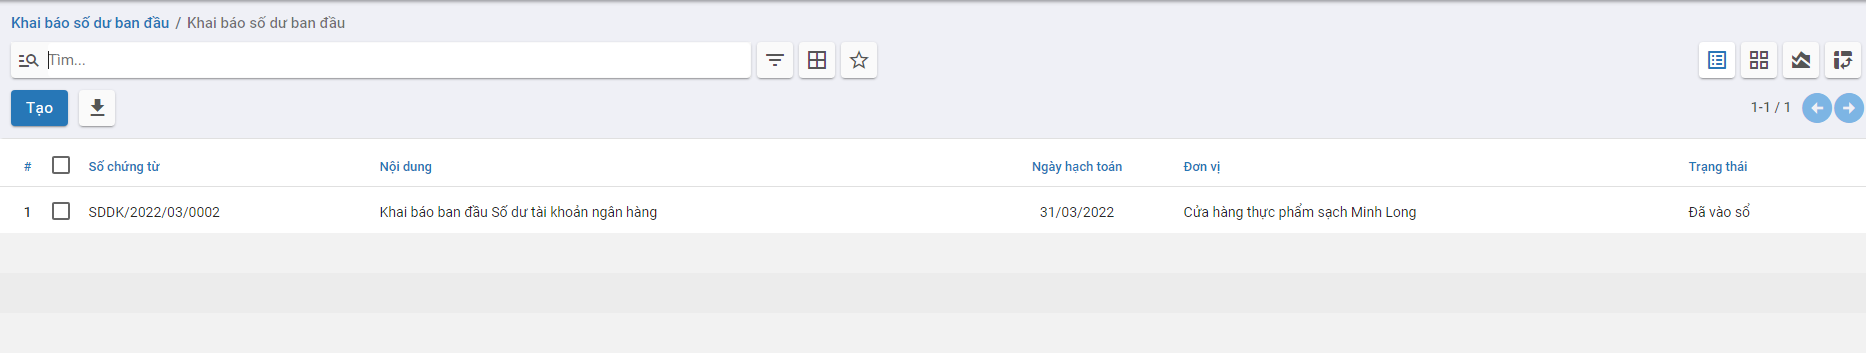 Khai báo số dư ban đầu / Khai báo số dư ban đầu
Tìm...
Tạo
1-1 / 1
# Số chứng từ Nội dung Ngày hạch toán Đơn vị Trạng thái
1 SDDK/2022/03/0002 Khai báo ban đầu Số dư tài khoản ngân hàng 31/03/2022 Cửa hàng thực phẩm sạch Minh Long Đã vào sổ